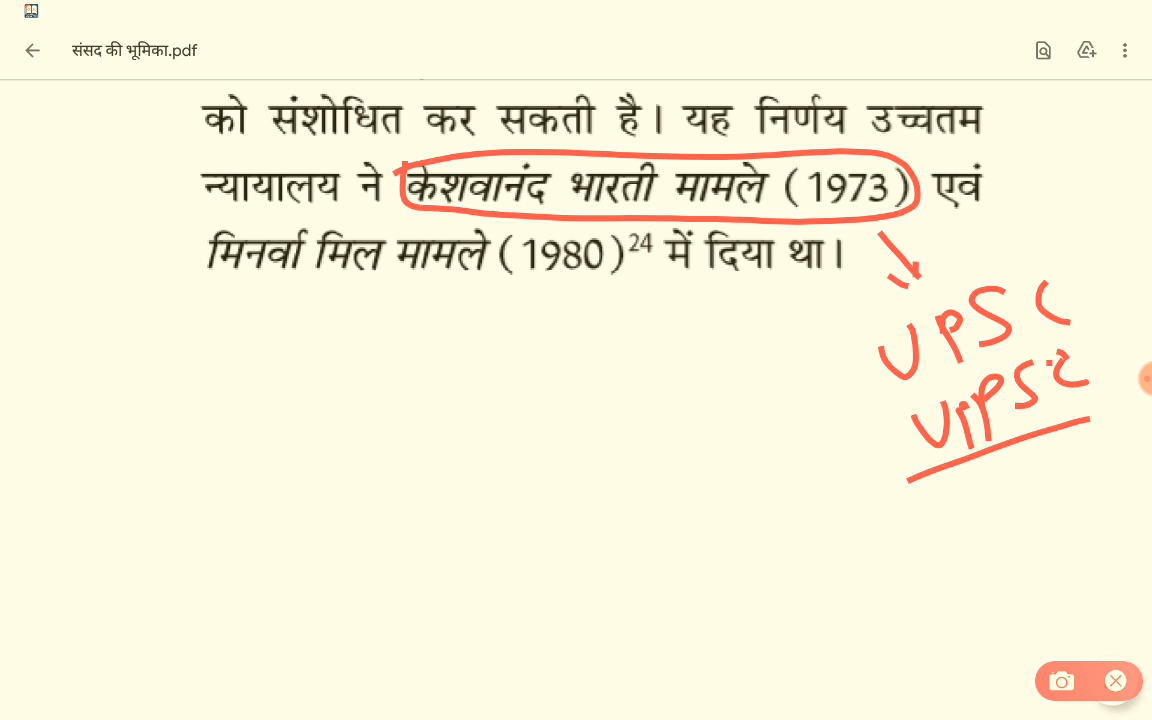 संसद की भूमिका.pdf
को संशोधित कर सकती है। यह निर्णय उच्चतम
न्यायालय ने केशवानंद भारती मामले (1973) एवं
मिनर्वा मिल मामले (1980)24 में दिया था।
UPSC
UPPSC